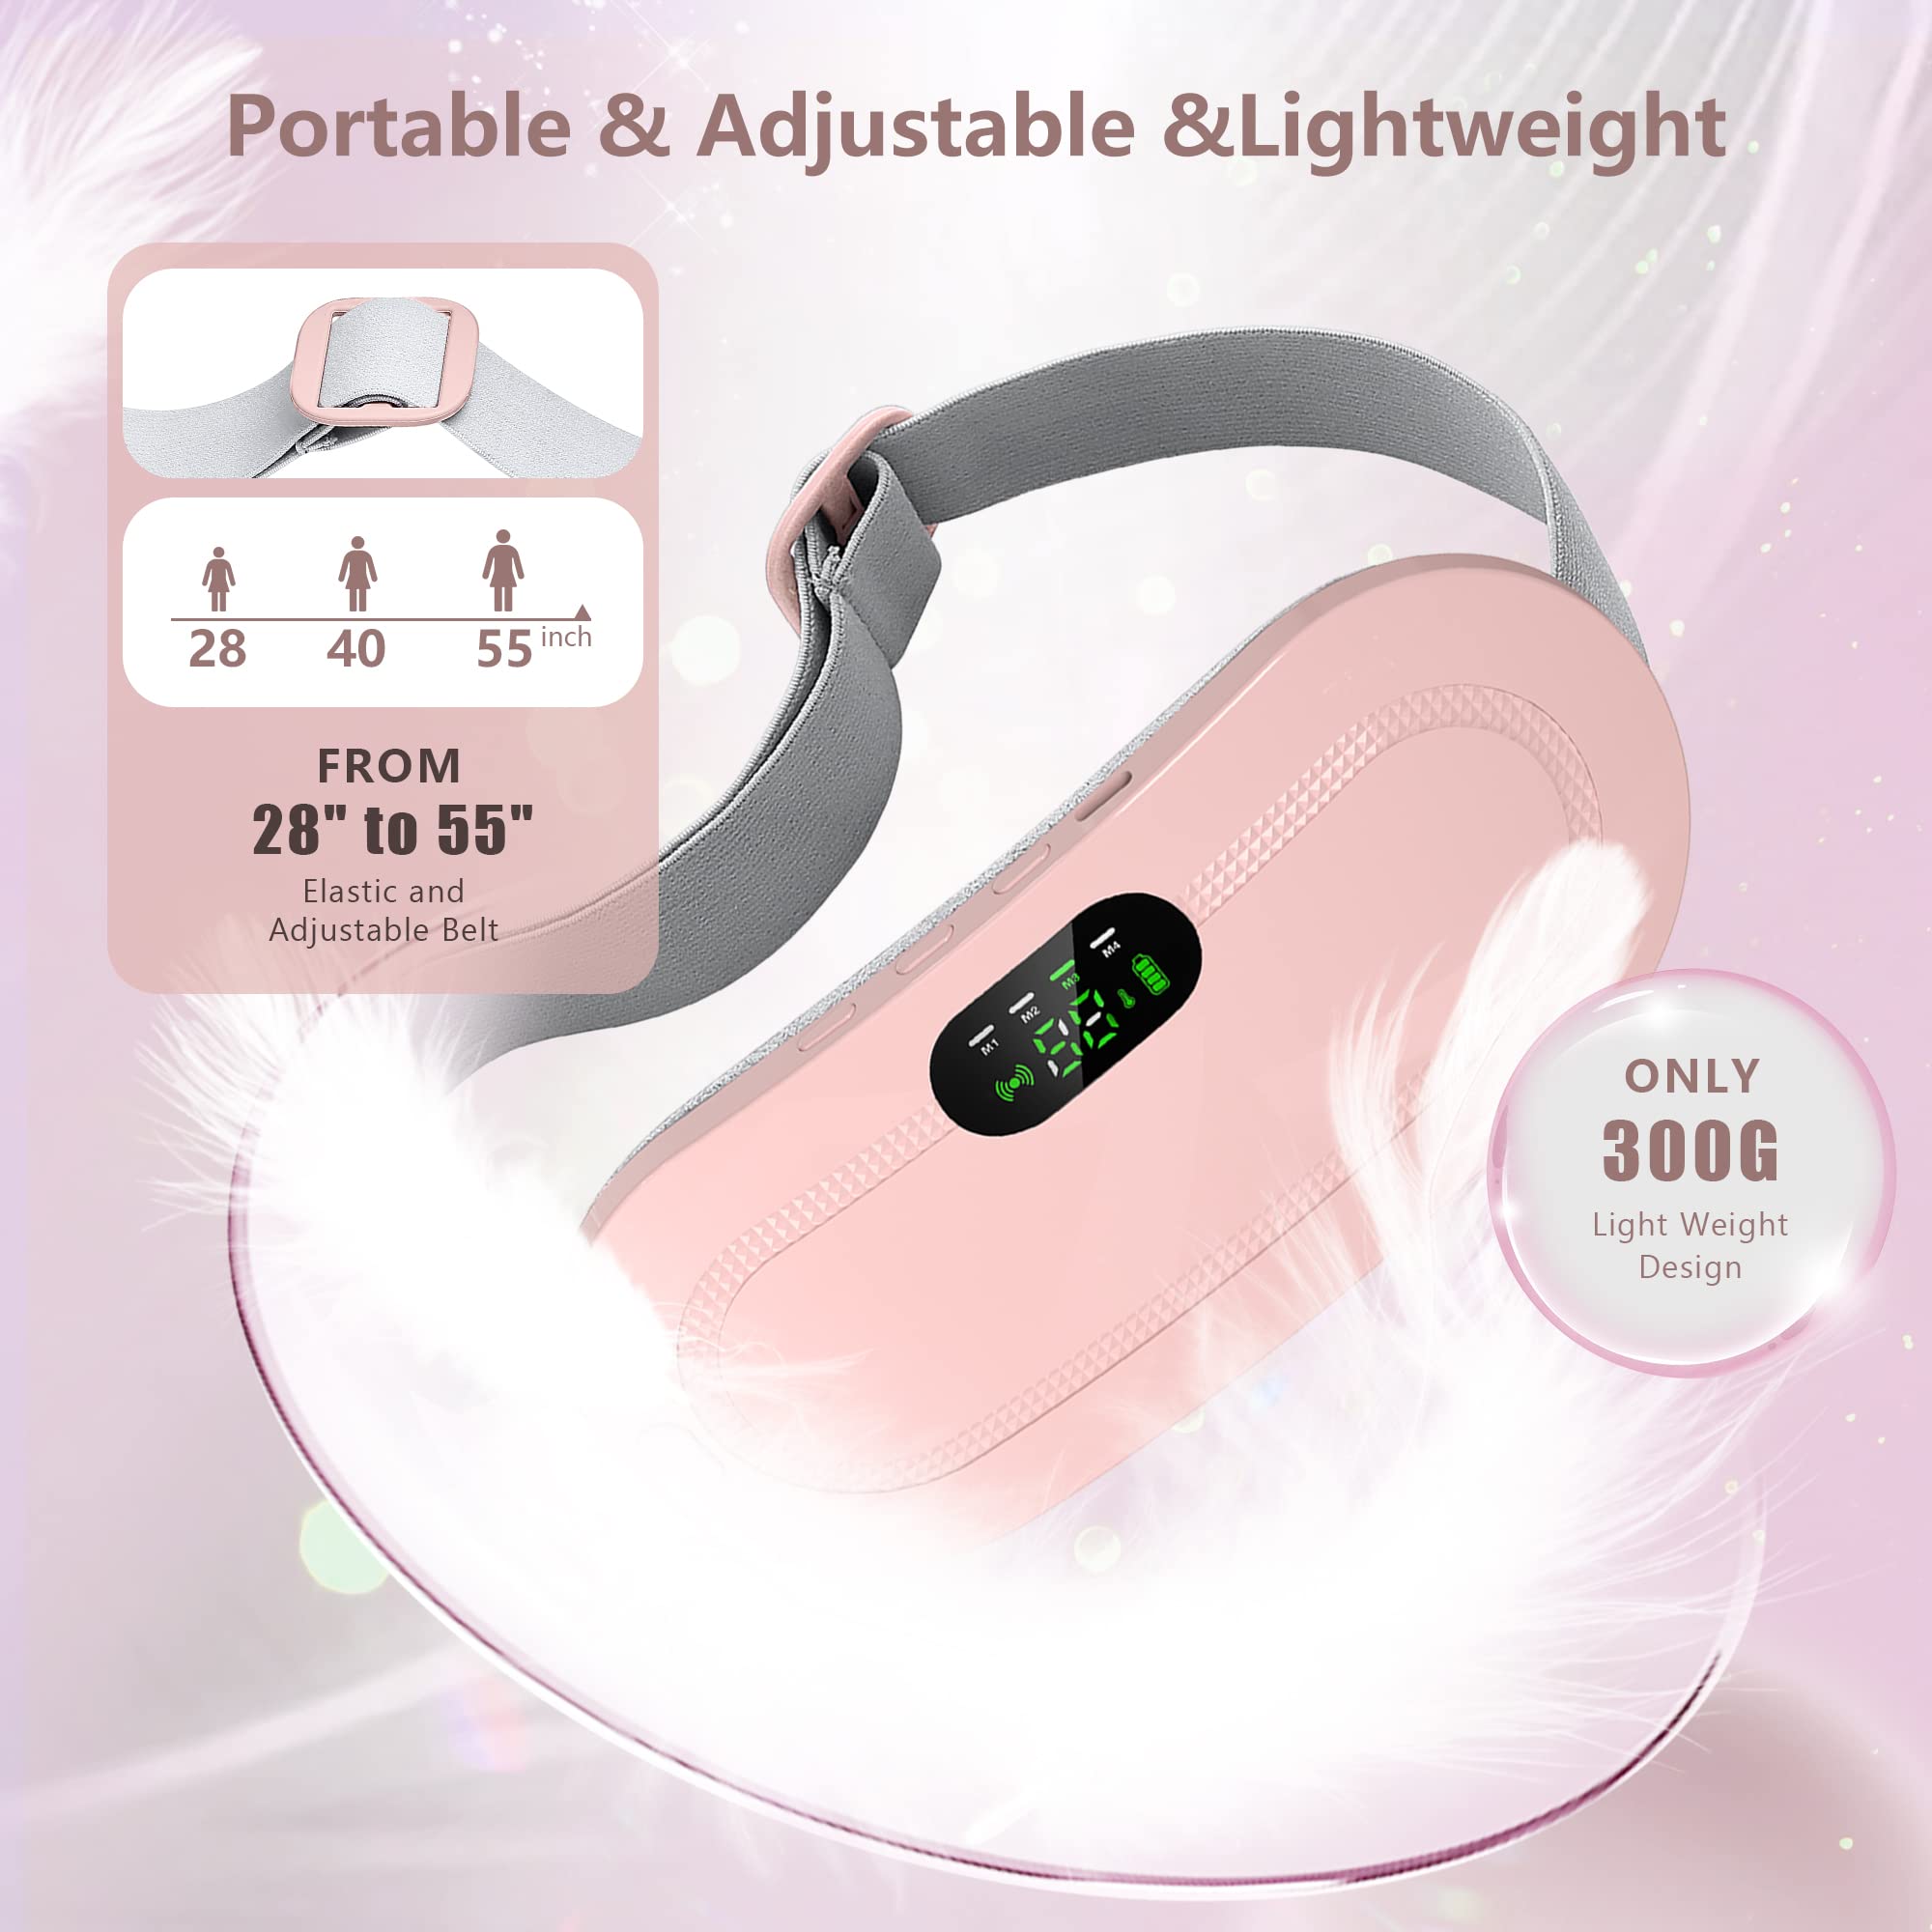 Portable & Adjustable &Lightweight
28 40 55 inch
FROM
28" to 55"
Elastic and
Adjustable Belt
M1 M2 M3 M4
88
ONLY
300G
Light Weight
Design